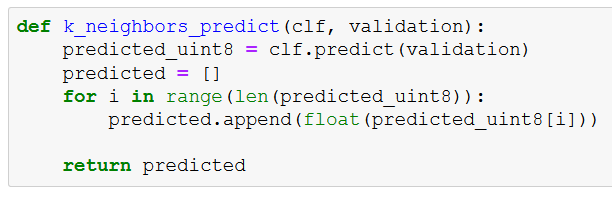 def k_neighbors_predict(clf, validation):
    predicted_uint8 = clf.predict(validation)
    predicted = []
    for i in range(len(predicted_uint8)):
        predicted.append(float(predicted_uint8[i]))

    return predicted